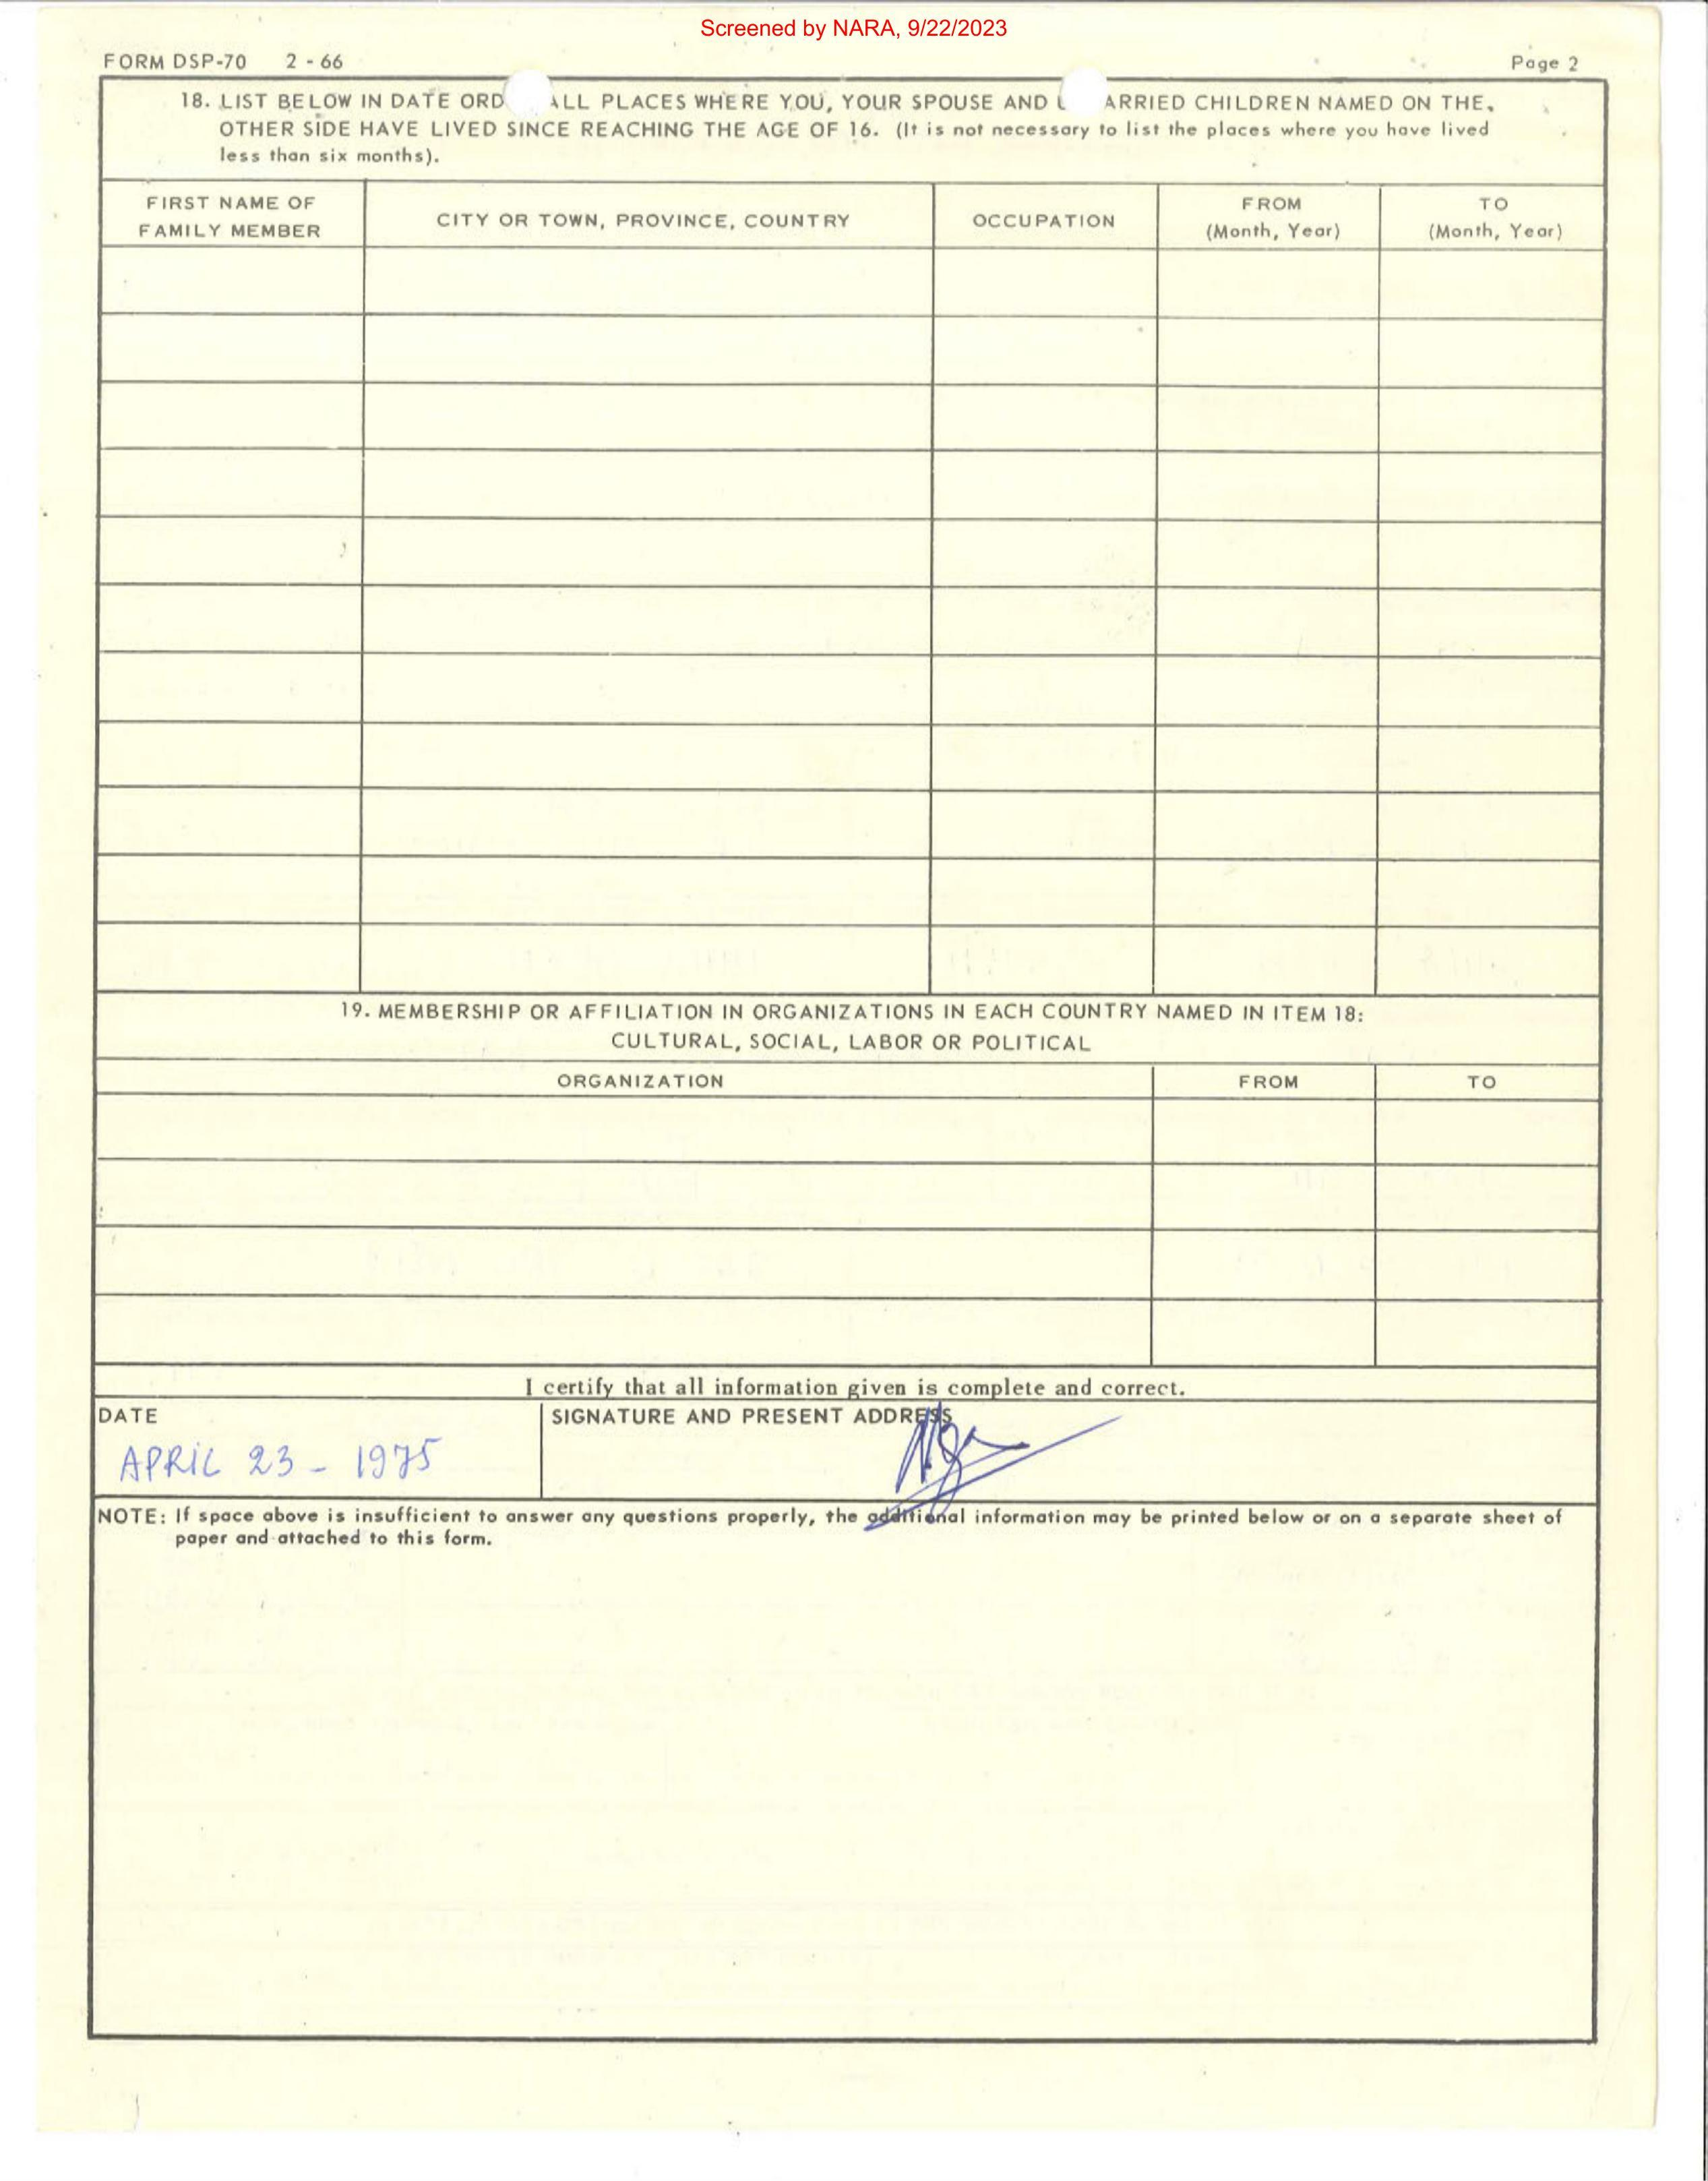 Screened by NARA, 9/22/2023
FORM DSP-70 2 - 66 Page 2
18. LIST BELOW IN DATE ORD ALL PLACES WHERE YOU, YOUR SPOUSE AND ARRIED CHILDREN NAMED ON THE
OTHER SIDE HAVE LIVED SINCE REACHING THE AGE OF 16. (It is not necessary to list the places where you have lived
less than six months).
FIRST NAME OF FAMILY MEMBER
CITY OR TOWN, PROVINCE, COUNTRY
OCCUPATION
FROM (Month, Year)
TO (Month, Year)
19. MEMBERSHIP OR AFFILIATION IN ORGANIZATIONS IN EACH COUNTRY NAMED IN ITEM 18:
CULTURAL, SOCIAL, LABOR OR POLITICAL
ORGANIZATION FROM TO
I certify that all information given is complete and correct.
DATE SIGNATURE AND PRESENT ADDRESS
APRIL 23 - 1975
NOTE: If space above is insufficient to answer any questions properly, the additional information may be printed below or on a separate sheet of
paper and attached to this form.